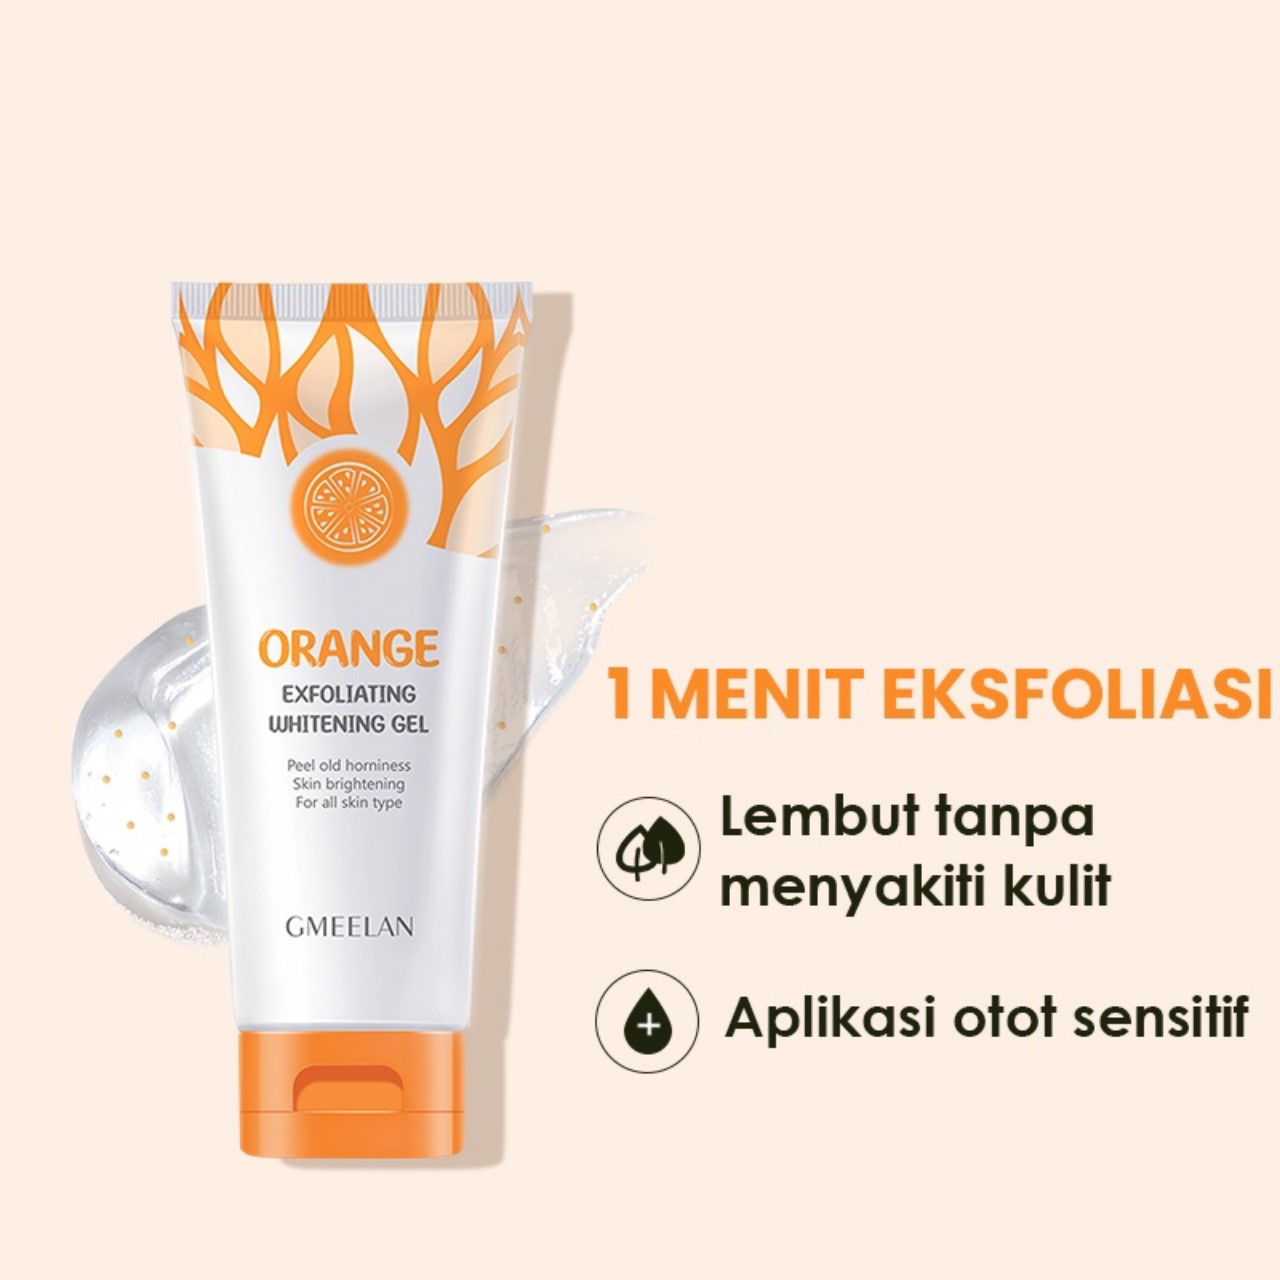 ORANGE
EXFOLIATING
WHITENING GEL
Peel old horniness
Skin brightening
For all skin type
GMEELAN
1 MENIT EKSFOLIASI
Lembut tanpa
menyakiti kulit
Aplikasi otot sensitif